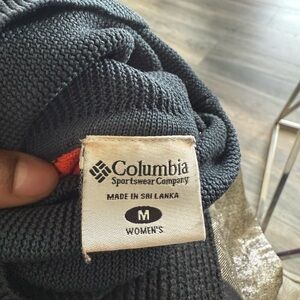 Columbia
Sportswear Company
MADE IN SRI LANKA
M
WOMEN'S